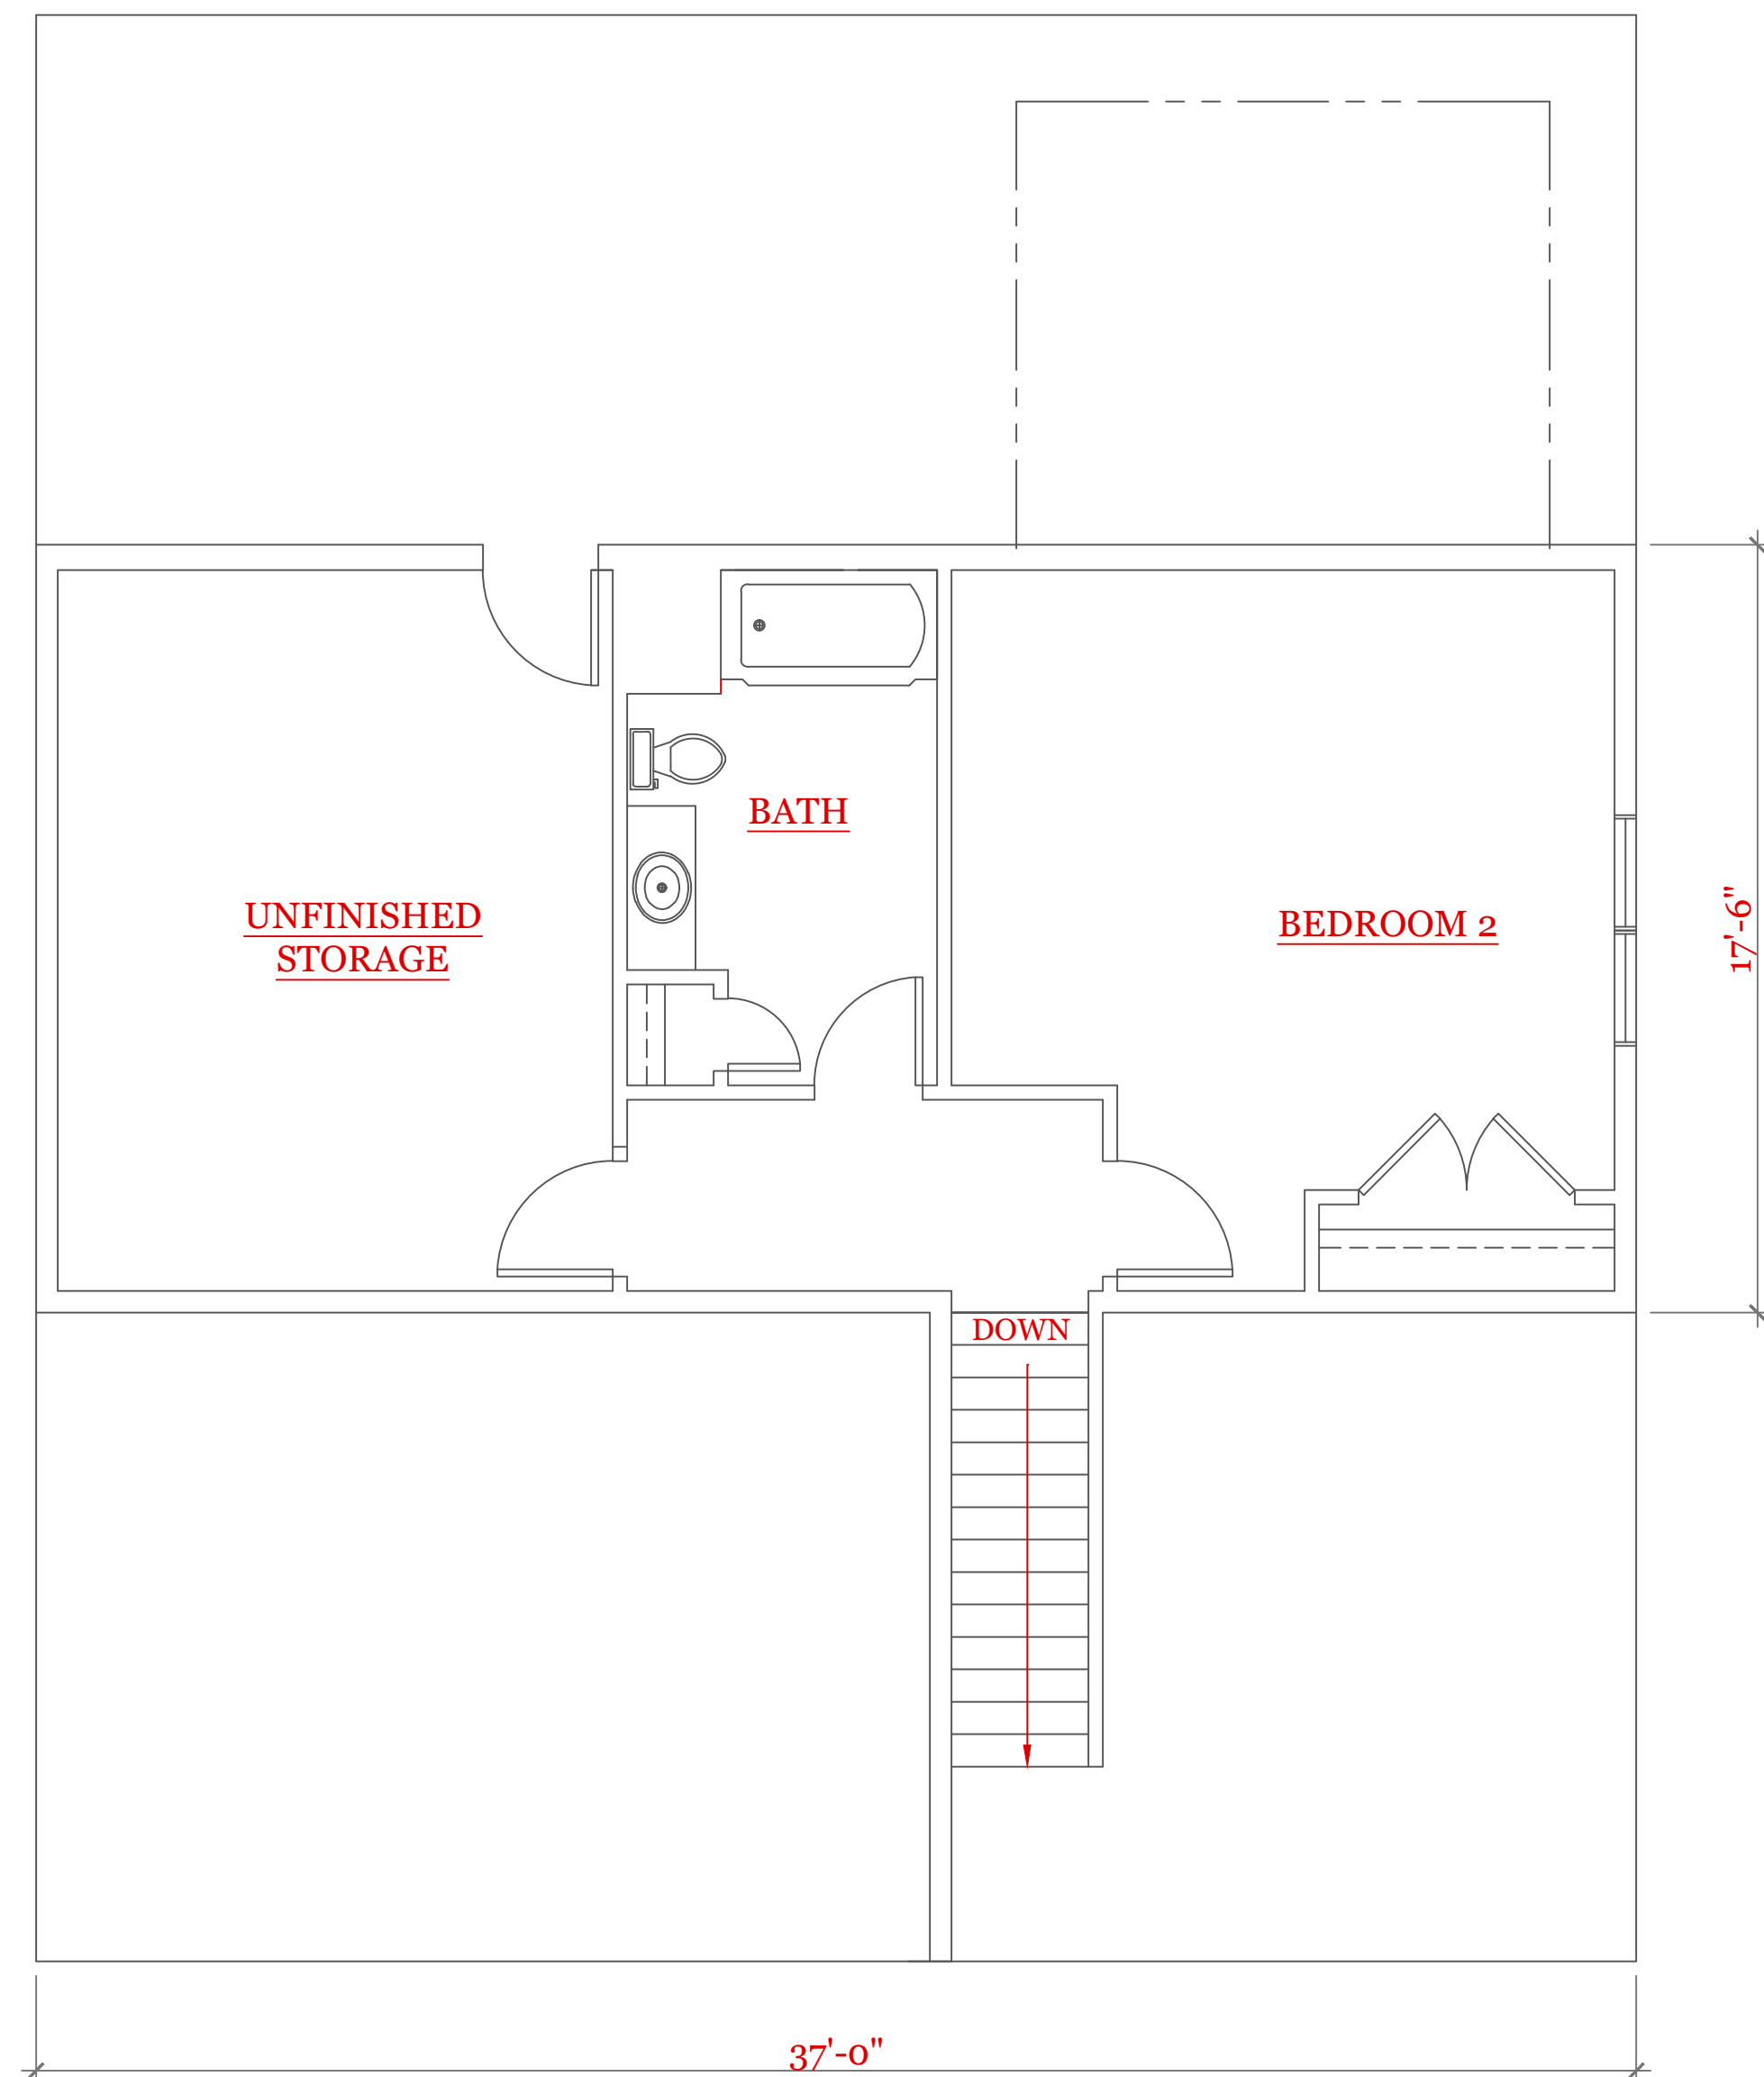 BATH
UNFINISHED
STORAGE
BEDROOM 2
17'-6"
DOWN
37'-0"